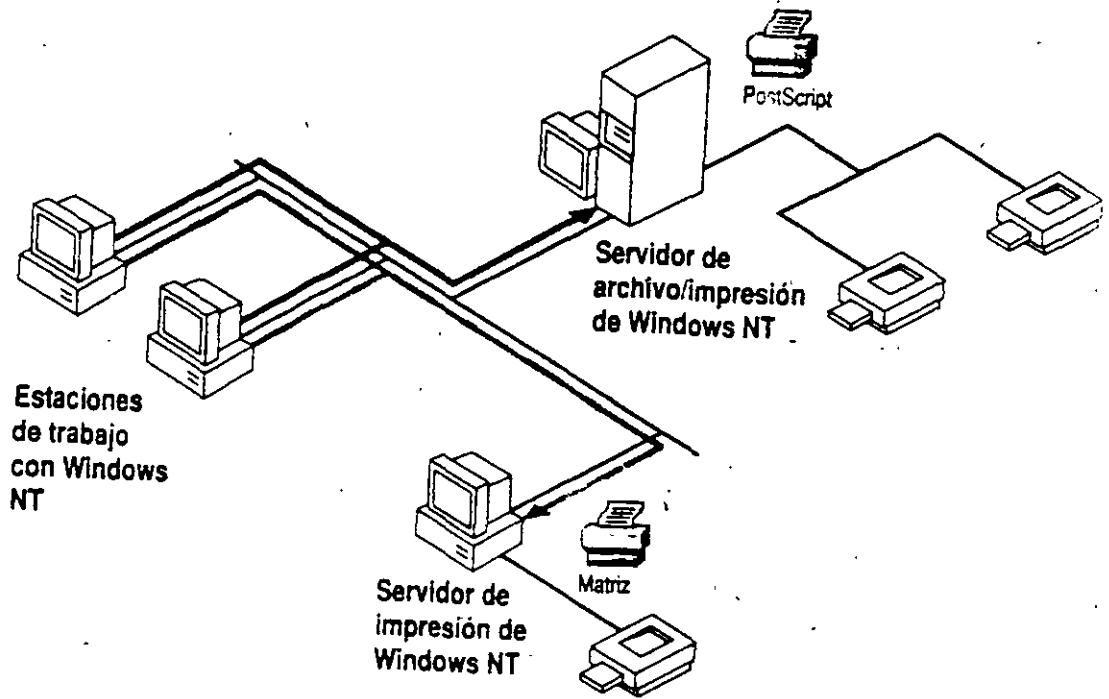 PostScript
Servidor de
archivo/impresión
de Windows NT
Estaciones
de trabajo
con Windows
NT
Matriz
Servidor de
impresión de
Windows NT